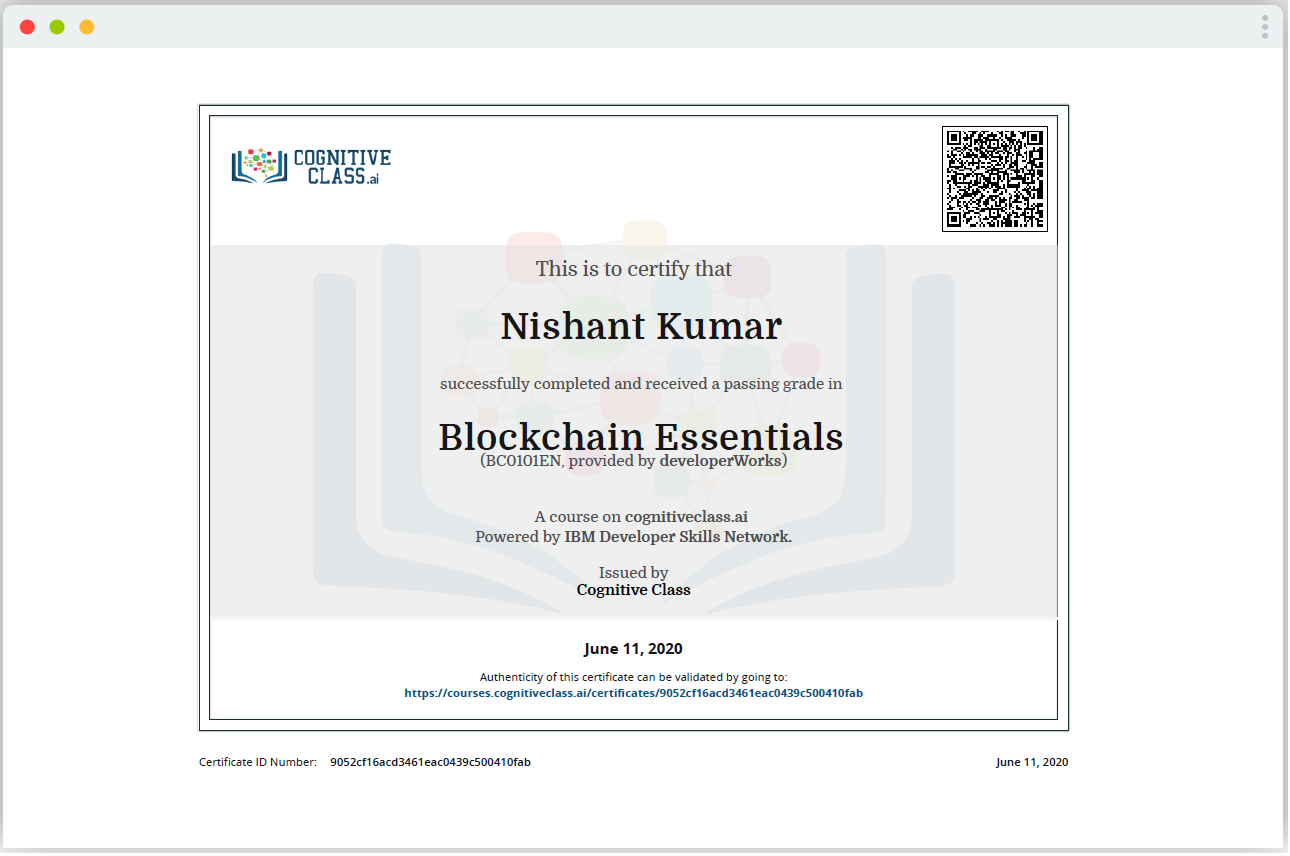 COGNITIVE
CLASS.ai
This is to certify that
Nishant Kumar
successfully completed and received a passing grade in
Blockchain Essentials
(BC0101EN, provided by developerWorks)
A course on cognitiveclass.ai
Powered by IBM Developer Skills Network.
Issued by
Cognitive Class
June 11, 2020
Authenticity of this certificate can be validated by going to:
https://courses.cognitiveclass.ai/certificates/9052cf16acd3461eac0439c500410fab
Certificate ID Number: 9052cf16acd3461eac0439c500410fab
June 11, 2020